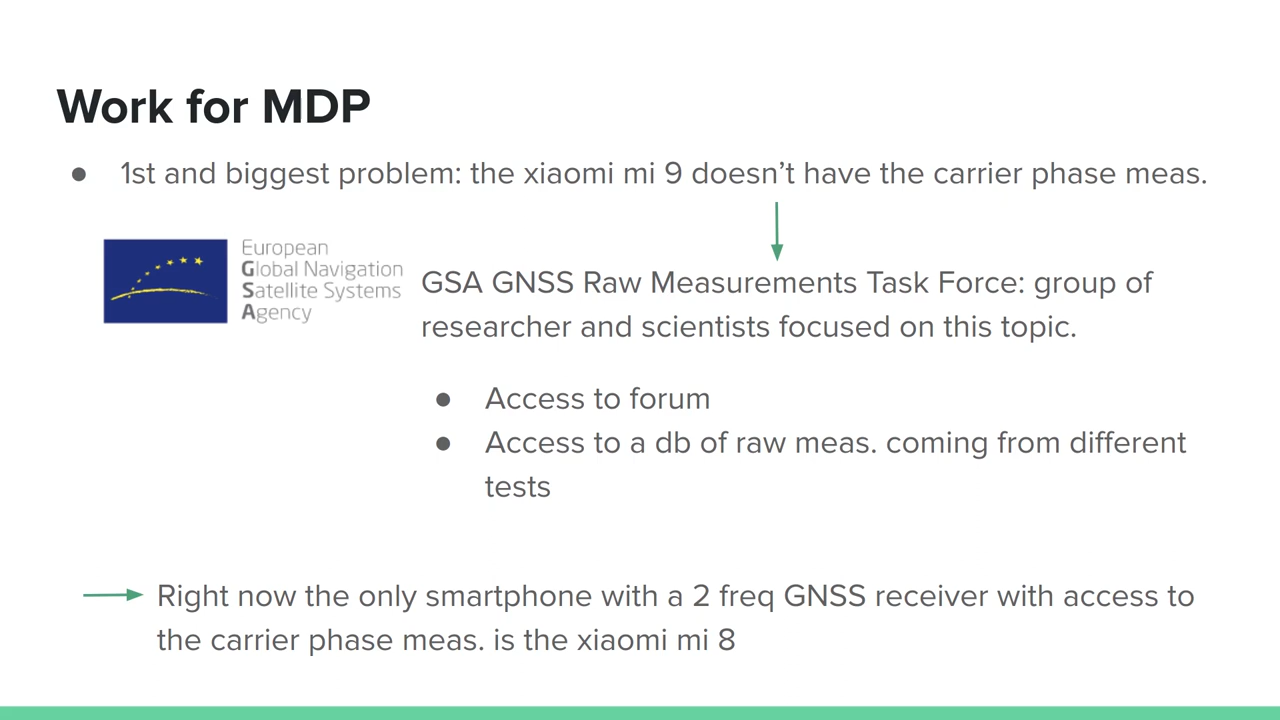 Work for MDP
● 1st and biggest problem: the xiaomi mi 9 doesn’t have the carrier phase meas.
European
Global Navigation
Satellite Systems
Agency
GSA GNSS Raw Measurements Task Force: group of
researcher and scientists focused on this topic.
● Access to forum
● Access to a db of raw meas. coming from different
tests
Right now the only smartphone with a 2 freq GNSS receiver with access to
the carrier phase meas. is the xiaomi mi 8